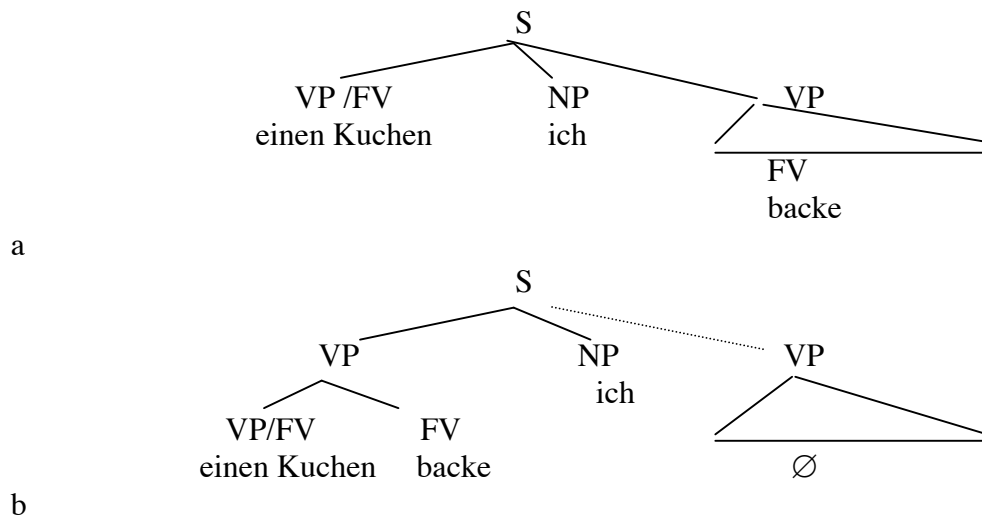 S
VP /FV NP VP
einen Kuchen ich
FV
backe
a
S
VP NP VP
ich
VP/FV FV
einen Kuchen backe ∅
b